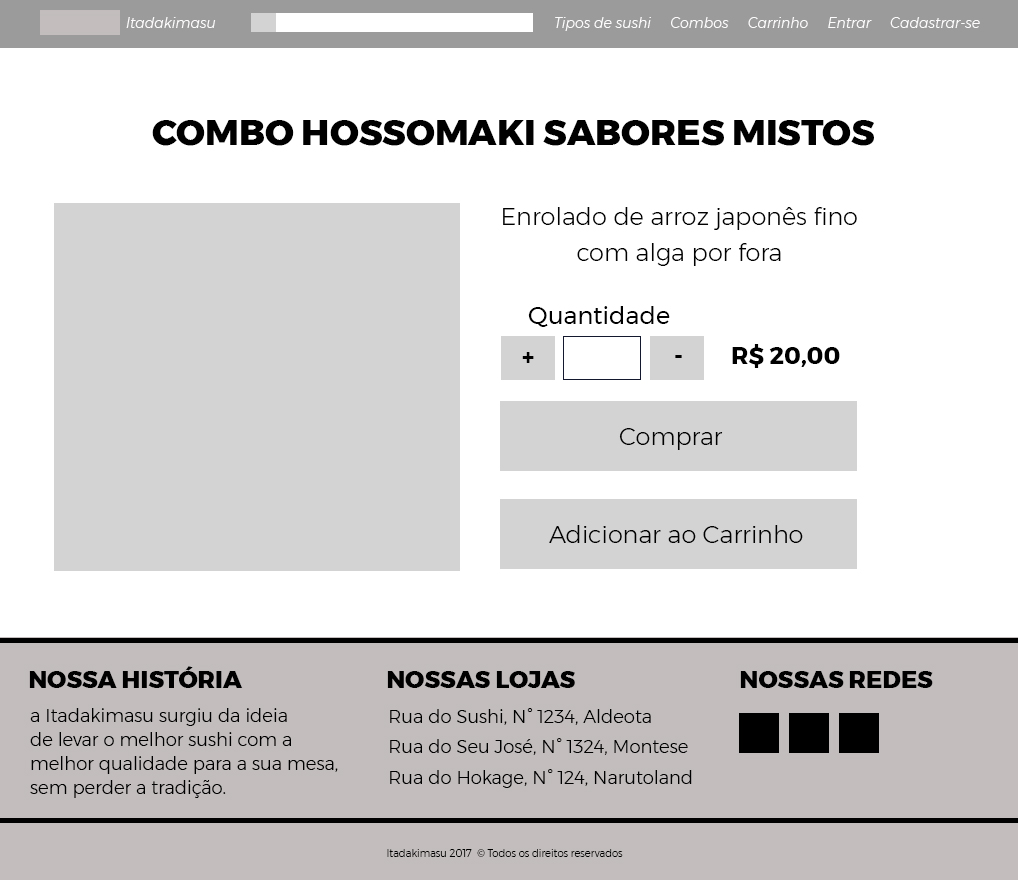 Itadakimasu Tipos de sushi Combos Carrinho Entrar Cadastrar-se
COMBO HOSSOMAKI SABORES MISTOS
Enrolado de arroz japonês fino
com alga por fora
Quantidade
+ - R$ 20,00
Comprar
Adicionar ao Carrinho
NOSSA HISTÓRIA
a Itadakimasu surgiu da ideia
de levar o melhor sushi com a
melhor qualidade para a sua mesa,
sem perder a tradição.
NOSSAS LOJAS
Rua do Sushi, N° 1234, Aldeota
Rua do Seu José, N° 1324, Montese
Rua do Hokage, N° 124, Narutoland
NOSSAS REDES
Itadakimasu 2017 © Todos os direitos reservados